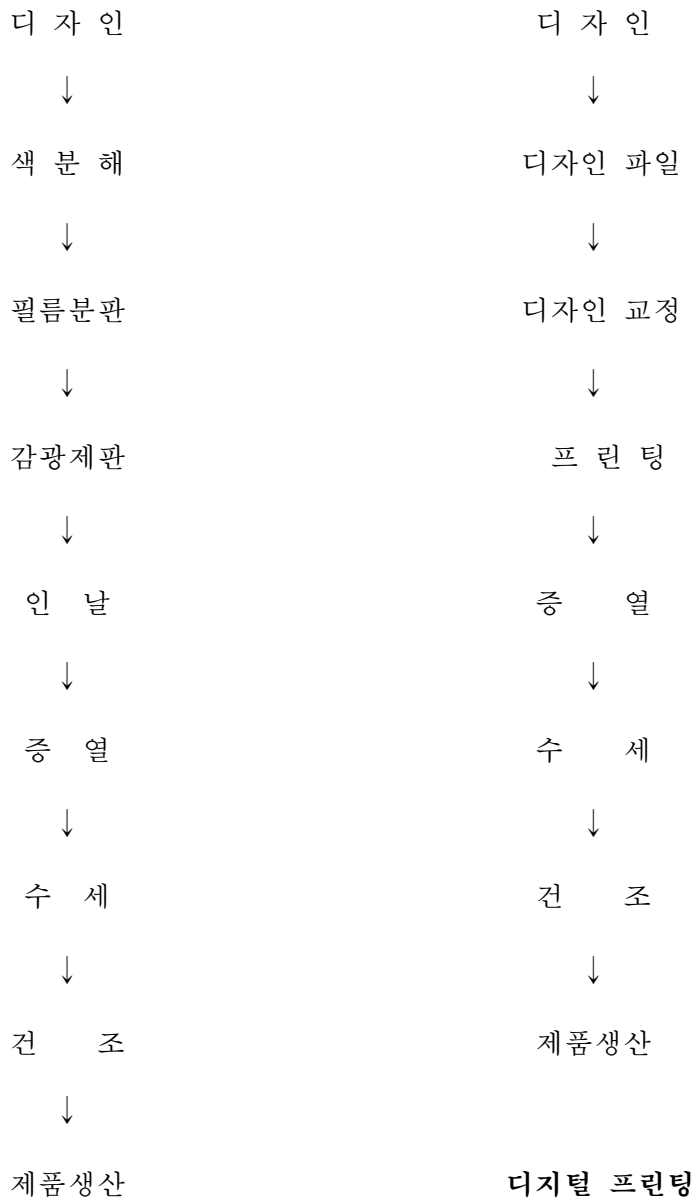 디 자 인
↓
색 분 해
↓
필름분판
↓
감광제판
↓
인 날
↓
증 열
↓
수 세
↓
건 조
↓
제품생산
디 자 인
↓
디자인 파일
↓
디자인 교정
↓
프 린 팅
↓
증 열
↓
수 세
↓
건 조
↓
제품생산
디지털 프린팅